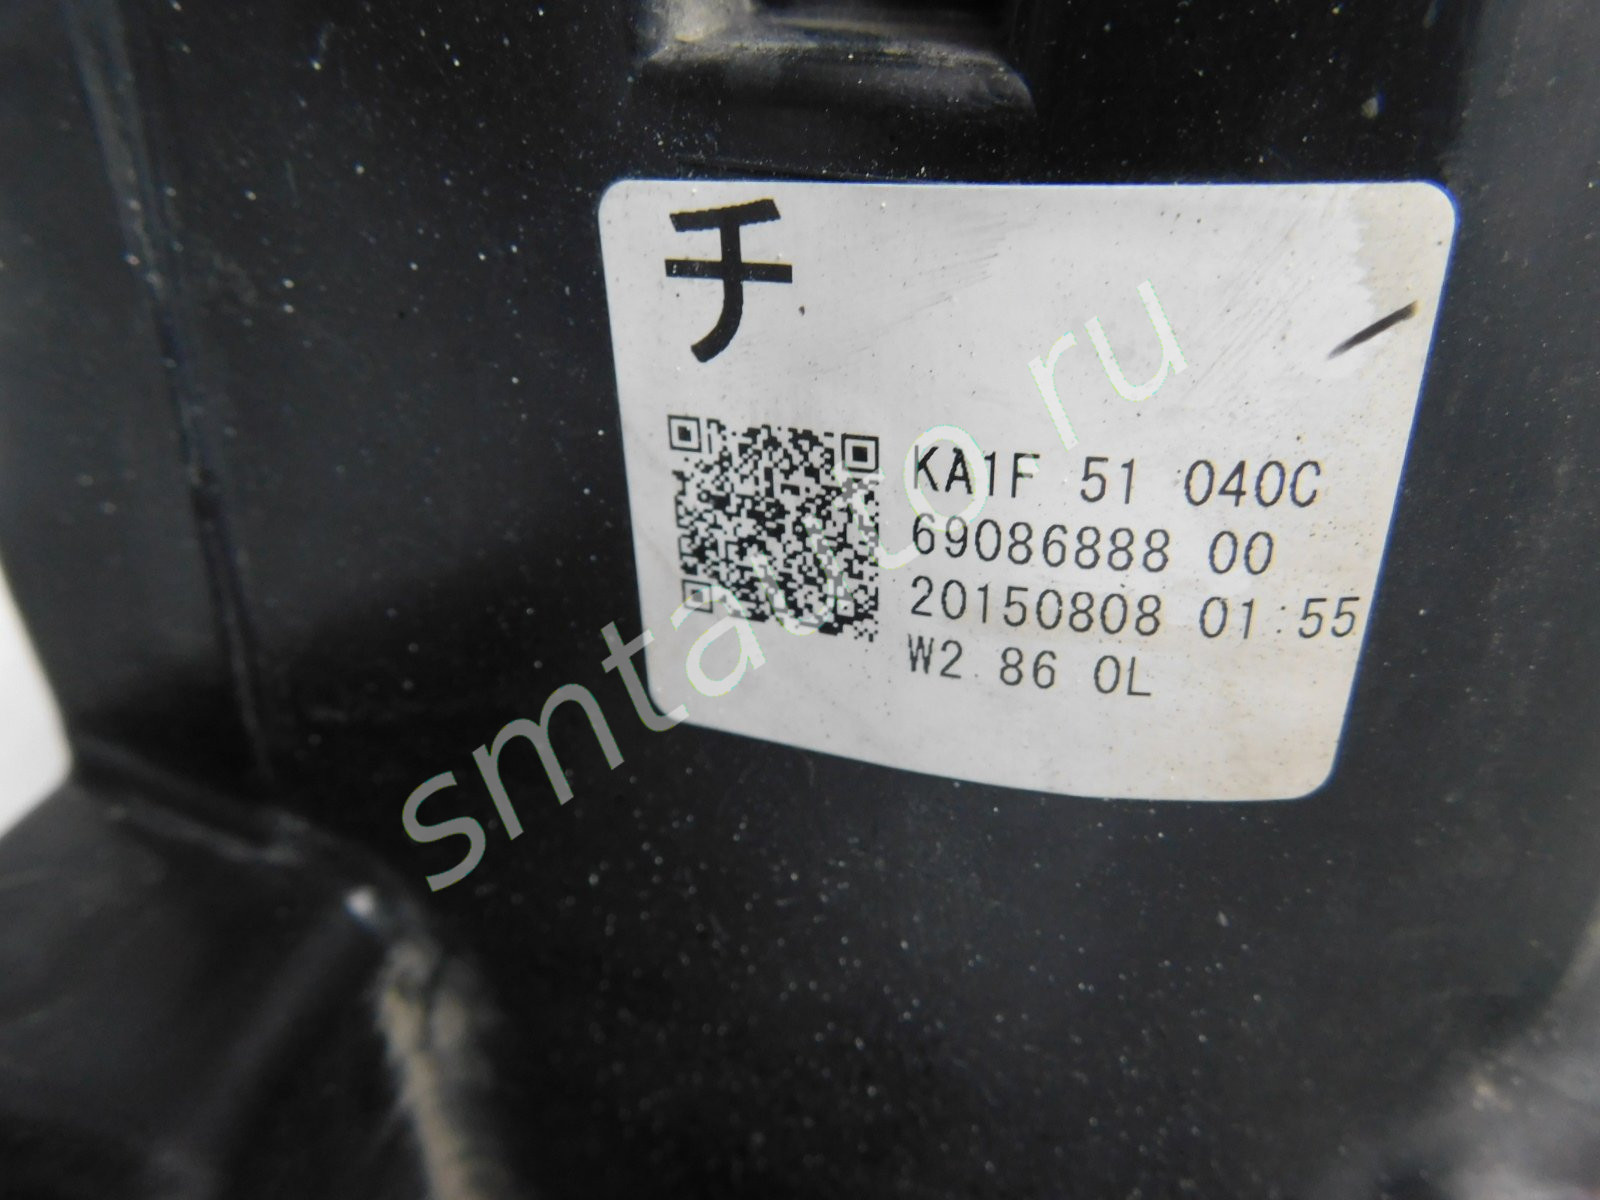 チ
KA1F 51 040C
69086888 00
20150808 01:55
W2 86 0L
smtauto.ru